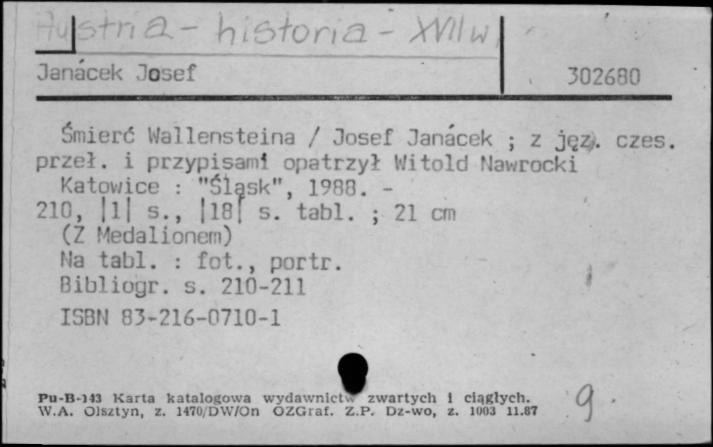 Austria - historia - XVII w.
Janácek Josef
302680
Śmierć Wallensteina / Josef Janácek ; z jęz. czes.
przeł. i przypisami opatrzył Witold Nawrocki
Katowice : "Śląsk", 1988. -
210, |1| s., |18| s. tabl. ; 21 cm
(Z Medalionem)
Na tabl. : fot., portr.
Bibliogr. s. 210-211
ISBN 83-216-0710-1
Pu-B-143 Karta katalogowa wydawnictw zwartych i ciągłych.
W.A. Olsztyn, z. 1470/DW/On OZGraf. Z.P. Dz-wo, z. 1003 11.87
9.